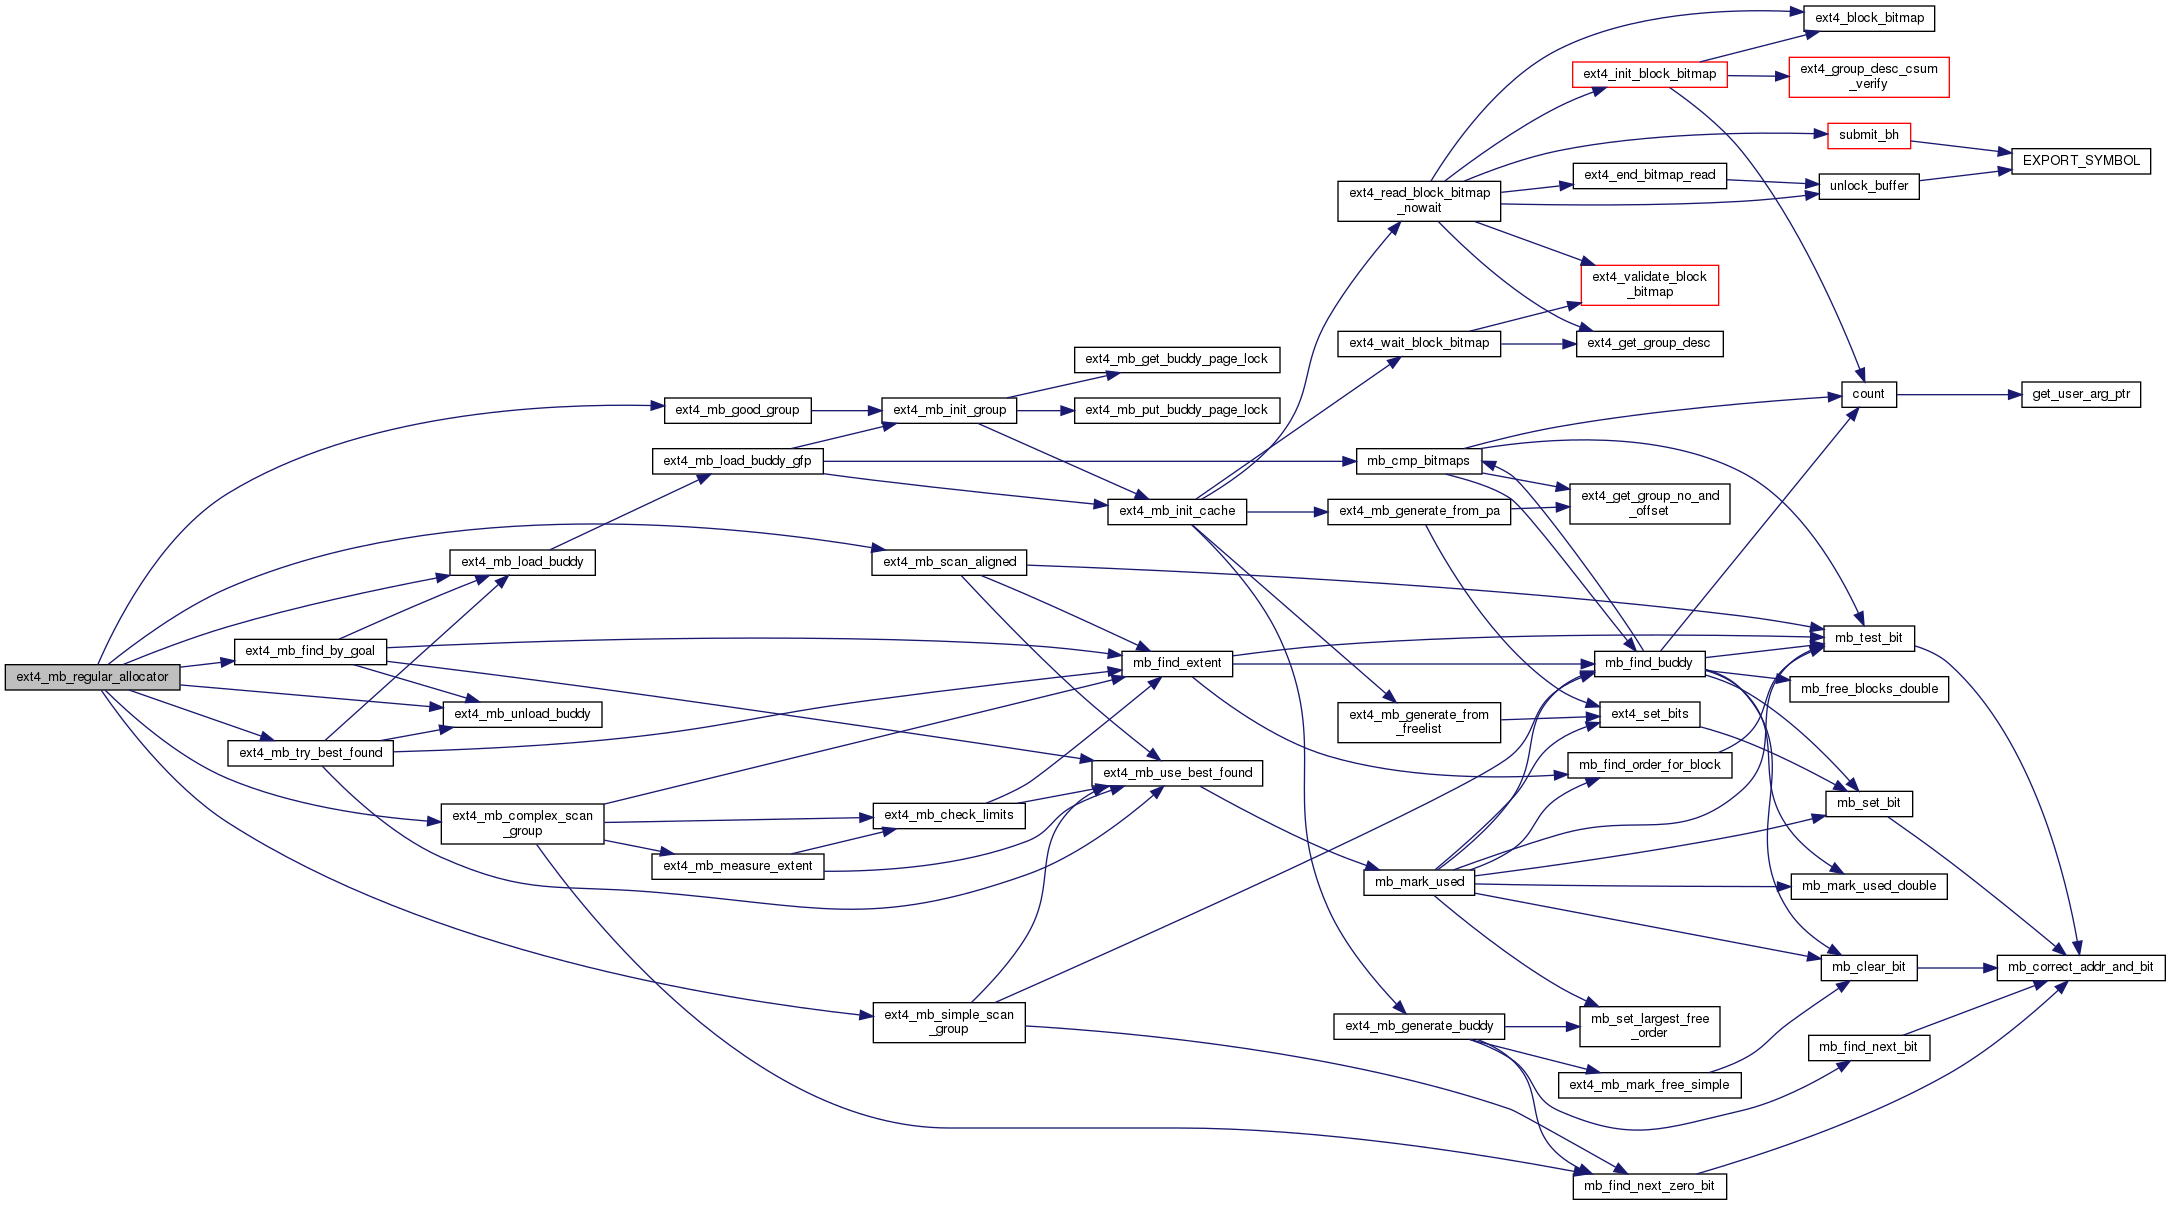 ext4_block_bitmap
ext4_init_block_bitmap
ext4_group_desc_csum
_verify
submit_bh
EXPORT_SYMBOL
ext4_end_bitmap_read
unlock_buffer
ext4_read_block_bitmap
_nowait
ext4_validate_block
_bitmap
ext4_wait_block_bitmap
ext4_get_group_desc
ext4_mb_get_buddy_page_lock
ext4_mb_good_group
ext4_mb_init_group
ext4_mb_put_buddy_page_lock
count
get_user_arg_ptr
ext4_mb_load_buddy_gfp
mb_cmp_bitmaps
ext4_mb_init_cache
ext4_mb_generate_from_pa
ext4_get_group_no_and
_offset
ext4_mb_load_buddy
ext4_mb_scan_aligned
mb_test_bit
ext4_mb_find_by_goal
mb_find_extent
mb_find_buddy
ext4_mb_regular_allocator
mb_free_blocks_double
ext4_mb_unload_buddy
ext4_mb_generate_from
_freelist
ext4_set_bits
ext4_mb_try_best_found
ext4_mb_use_best_found
mb_find_order_for_block
mb_set_bit
ext4_mb_complex_scan
_group
ext4_mb_check_limits
ext4_mb_measure_extent
mb_mark_used
mb_mark_used_double
mb_clear_bit
mb_correct_addr_and_bit
ext4_mb_simple_scan
_group
ext4_mb_generate_buddy
mb_set_largest_free
_order
mb_find_next_bit
ext4_mb_mark_free_simple
mb_find_next_zero_bit